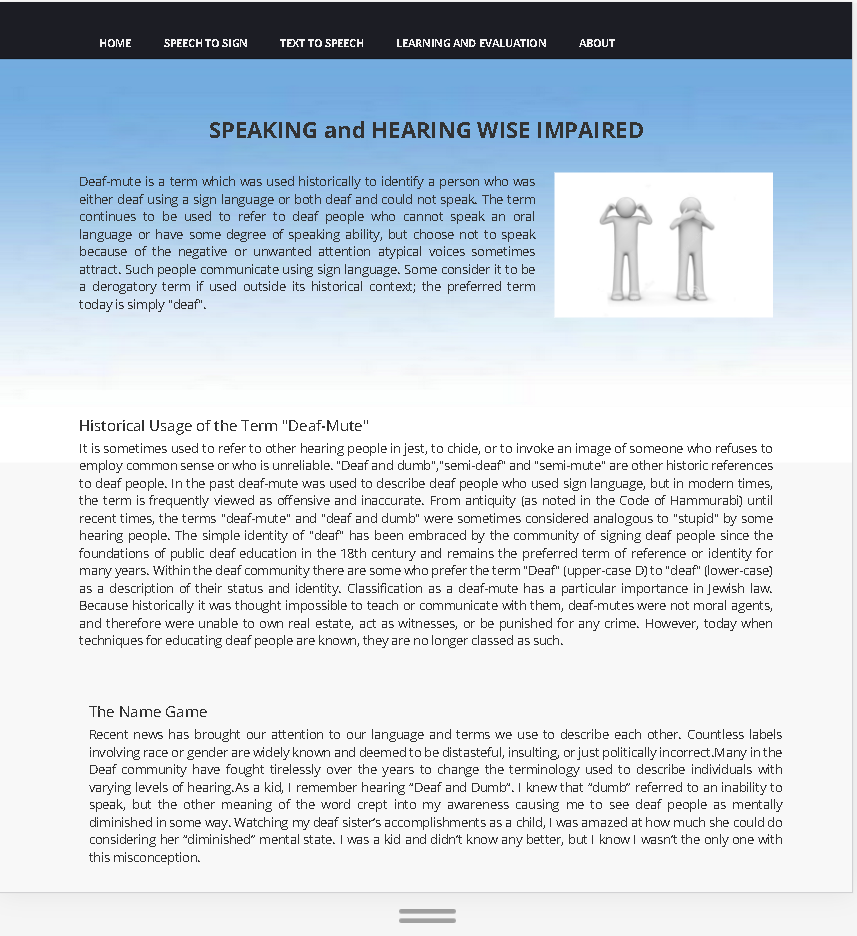 HOME SPEECH TO SIGN TEXT TO SPEECH LEARNING AND EVALUATION ABOUT
SPEAKING and HEARING WISE IMPAIRED
Deaf-mute is a term which was used historically to identify a person who was
either deaf using a sign language or both deaf and could not speak. The term
continues to be used to refer to deaf people who cannot speak an oral
language or have some degree of speaking ability, but choose not to speak
because of the negative or unwanted attention atypical voices sometimes
attract. Such people communicate using sign language. Some consider it to be
a derogatory term if used outside its historical context; the preferred term
today is simply "deaf".
Historical Usage of the Term "Deaf-Mute"
It is sometimes used to refer to other hearing people in jest, to chide, or to invoke an image of someone who refuses to
employ common sense or who is unreliable. "Deaf and dumb","semi-deaf" and "semi-mute" are other historic references
to deaf people. In the past deaf-mute was used to describe deaf people who used sign language, but in modern times,
the term is frequently viewed as offensive and inaccurate. From antiquity (as noted in the Code of Hammurabi) until
recent times, the terms "deaf-mute" and "deaf and dumb" were sometimes considered analogous to "stupid" by some
hearing people. The simple identity of "deaf" has been embraced by the community of signing deaf people since the
foundations of public deaf education in the 18th century and remains the preferred term of reference or identity for
many years. Within the deaf community there are some who prefer the term "Deaf" (upper-case D) to "deaf" (lower-case)
as a description of their status and identity. Classification as a deaf-mute has a particular importance in Jewish law.
Because historically it was thought impossible to teach or communicate with them, deaf-mutes were not moral agents,
and therefore were unable to own real estate, act as witnesses, or be punished for any crime. However, today when
techniques for educating deaf people are known, they are no longer classed as such.
The Name Game
Recent news has brought our attention to our language and terms we use to describe each other. Countless labels
involving race or gender are widely known and deemed to be distasteful, insulting, or just politically incorrect.Many in the
Deaf community have fought tirelessly over the years to change the terminology used to describe individuals with
varying levels of hearing.As a kid, I remember hearing “Deaf and Dumb”. I knew that “dumb” referred to an inability to
speak, but the other meaning of the word crept into my awareness causing me to see deaf people as mentally
diminished in some way. Watching my deaf sister’s accomplishments as a child, I was amazed at how much she could do
considering her “diminished” mental state. I was a kid and didn’t know any better, but I know I wasn’t the only one with
this misconception.